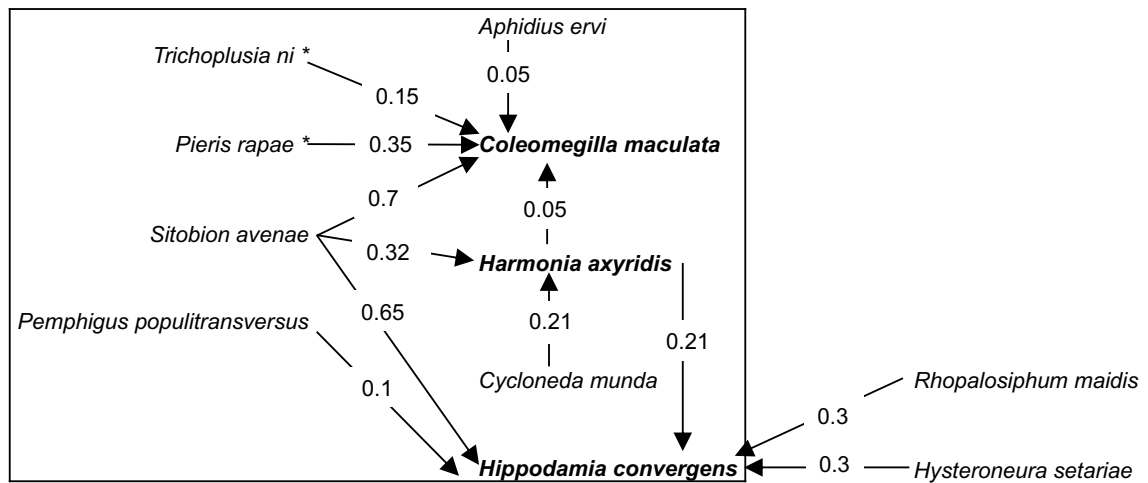 Aphidius ervi
Trichoplusia ni *
0.05
0.15
Pieris rapae *
0.35
Coleomegilla maculata
0.7
0.05
Sitobion avenae
0.32
Harmonia axyridis
0.65
Pemphigus populitransversus
0.21
0.21
0.1
Cycloneda munda
Rhopalosiphum maidis
0.3
Hippodamia convergens
0.3
Hysteroneura setariae